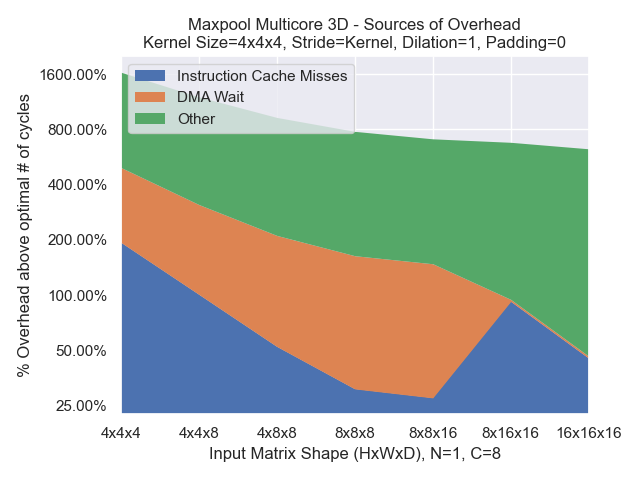 Maxpool Multicore 3D - Sources of Overhead
Kernel Size=4x4x4, Stride=Kernel, Dilation=1, Padding=0
Instruction Cache Misses
DMA Wait
Other
% Overhead above optimal # of cycles
1600.00%
800.00%
400.00%
200.00%
100.00%
50.00%
25.00%
4x4x4 4x4x8 4x8x8 8x8x8 8x8x16 8x16x16 16x16x16
Input Matrix Shape (HxWxD), N=1, C=8